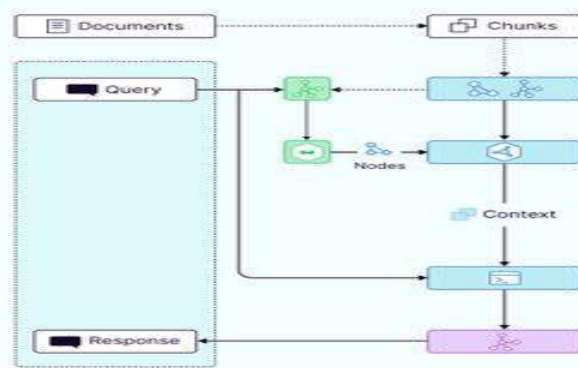 Documents
Chunks
Query
Nodes
Context
Response